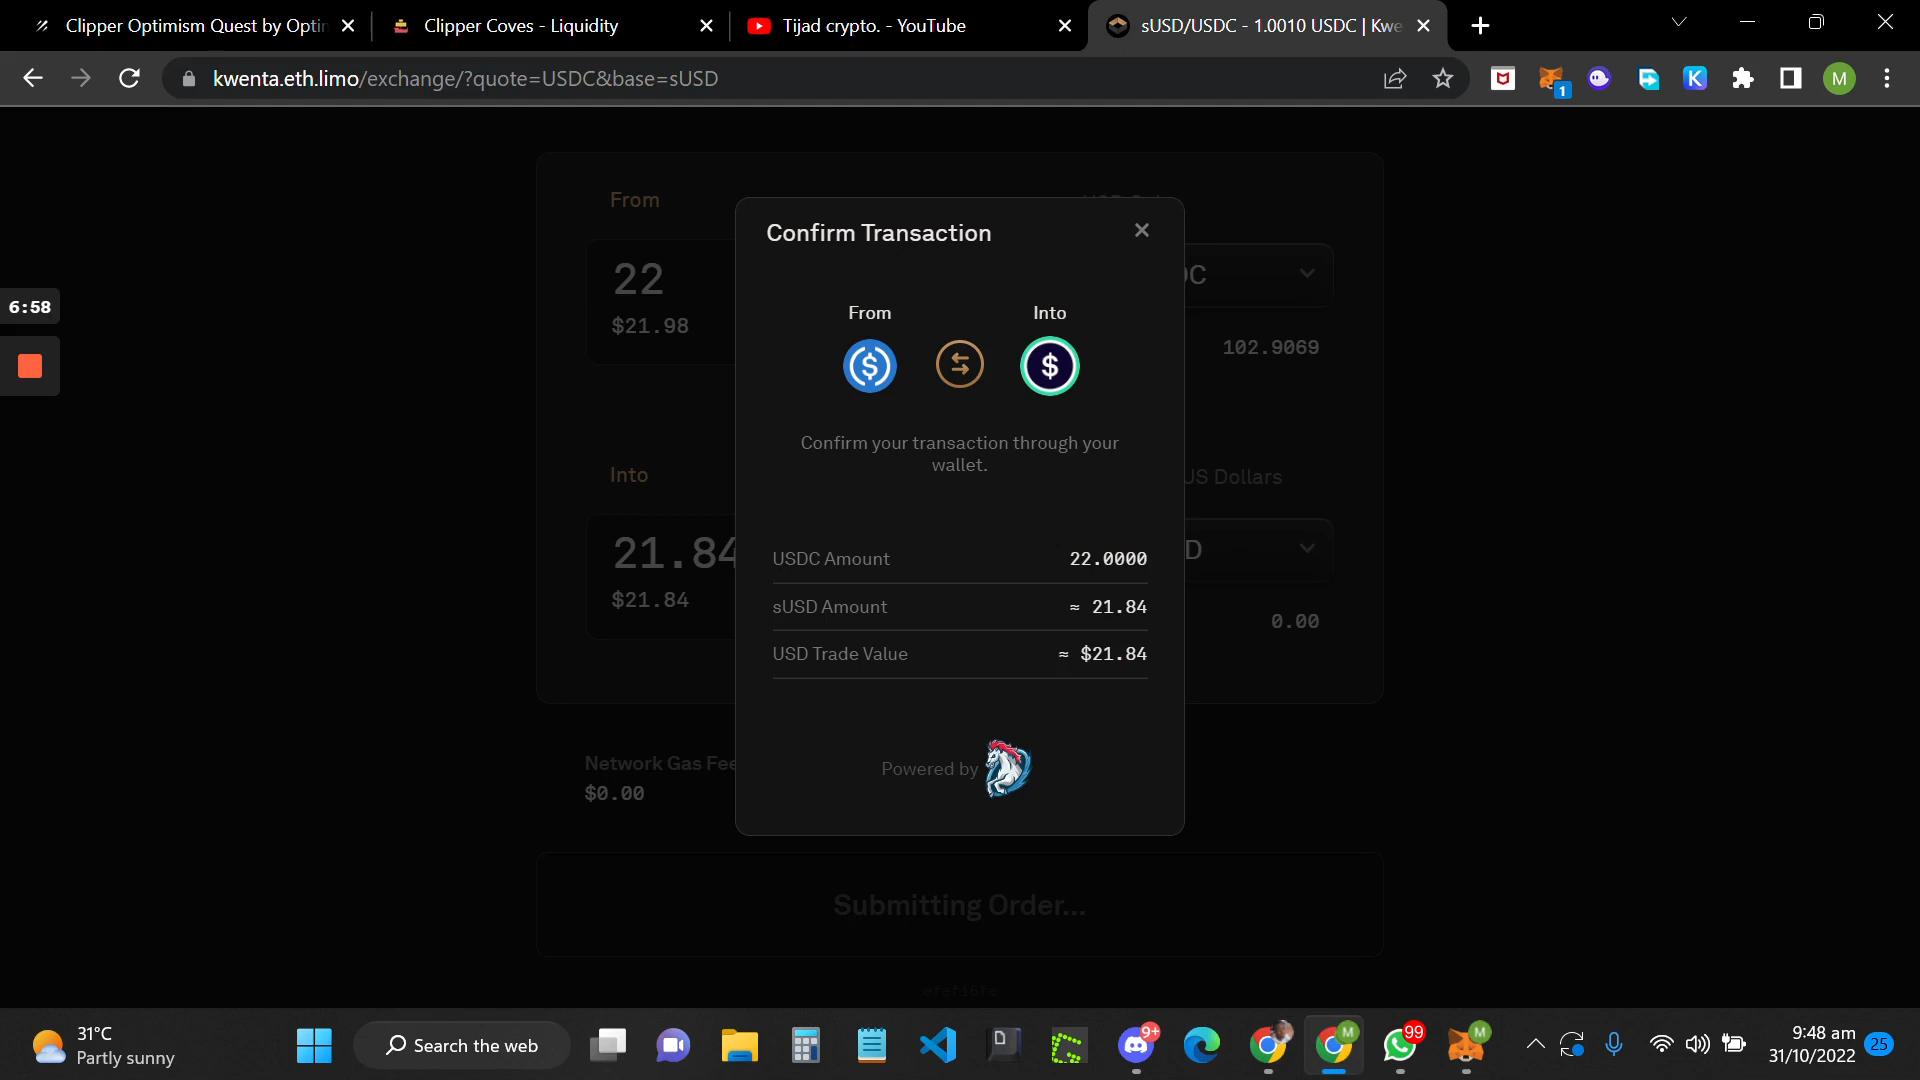 Clipper Optimism Quest by Opti
Clipper Coves - Liquidity
Tijad crypto. - YouTube
sUSD/USDC - 1.0010 USDC | Kwe
kwenta.eth.limo/exchange/?quote=USDC&base=sUSD
1
M
From
22
$21.98
DC
102.9069
6:58
Confirm Transaction
From
Into
Confirm your transaction through your
wallet.
Into
US Dollars
21.84
$21.84
D
0.00
USDC Amount
22.0000
sUSD Amount
≈ 21.84
USD Trade Value
≈ $21.84
Powered by
Network Gas Fee
$0.00
Submitting Order...
31°C
Partly sunny
Search the web
D
9+
M
99
M
9:48 am
31/10/2022
25